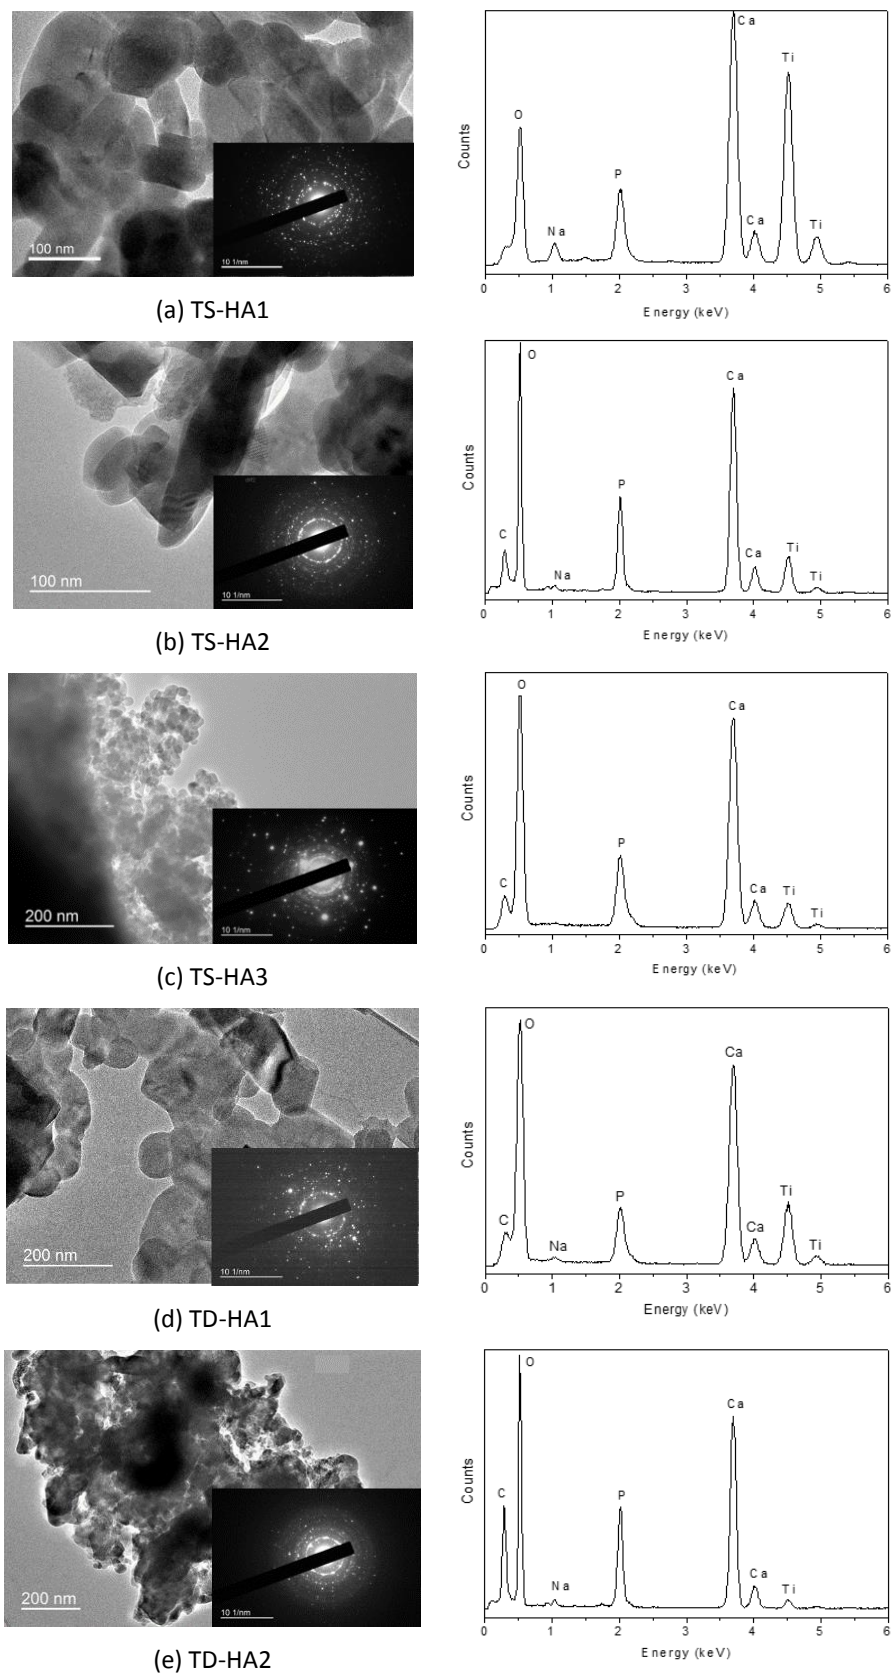 100 nm
10 1/nm
Counts
O
Na
P
Ca
Ca
Ti
Ti
0 1 2 3 4 5 6
Energy (keV)
(a) TS-HA1
100 nm
10 1/nm
Counts
C
O
Na
P
Ca
Ca
Ti
Ti
0 1 2 3 4 5 6
Energy (keV)
(b) TS-HA2
200 nm
10 1/nm
Counts
C
O
P
Ca
Ca
Ti
Ti
0 1 2 3 4 5 6
Energy (keV)
(c) TS-HA3
200 nm
10 1/nm
Counts
C
O
Na
P
Ca
Ca
Ti
Ti
0 1 2 3 4 5 6
Energy (keV)
(d) TD-HA1
200 nm
10 1/nm
Counts
C
O
Na
P
Ca
Ca
Ti
0 1 2 3 4 5 6
Energy (keV)
(e) TD-HA2